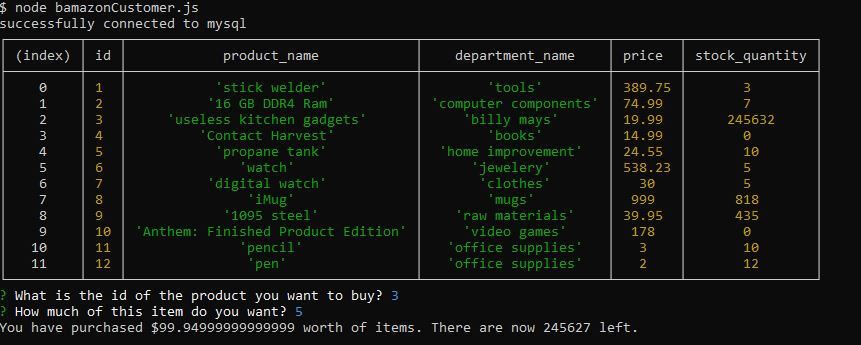 $ node bamazonCustomer.js
successfully connected to mysql
(index) id product_name department_name price stock_quantity
0 1 'stick welder' 'tools' 389.75 3
1 2 '16 GB DDR4 Ram' 'computer components' 74.99 7
2 3 'useless kitchen gadgets' 'billy mays' 19.99 245632
3 4 'Contact Harvest' 'books' 14.99 0
4 5 'propane tank' 'home improvement' 24.55 10
5 6 'watch' 'jewelery' 538.23 5
6 7 'digital watch' 'clothes' 30 5
7 8 'iMug' 'mugs' 999 818
8 9 '1095 steel' 'raw materials' 39.95 435
9 10 'Anthem: Finished Product Edition' 'video games' 178 0
10 11 'pencil' 'office supplies' 3 10
11 12 'pen' 'office supplies' 2 12
? What is the id of the product you want to buy? 3
? How much of this item do you want? 5
You have purchased $99.94999999999999 worth of items. There are now 245627 left.